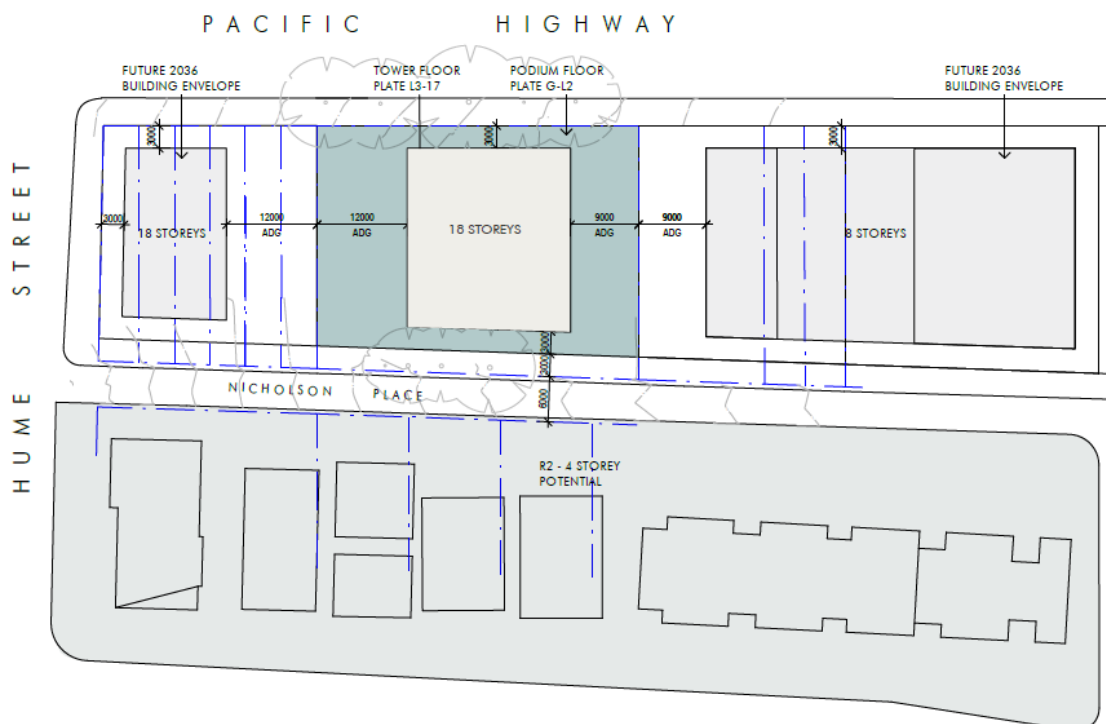 PACIFIC HIGHWAY
FUTURE 2036
BUILDING ENVELOPE
TOWER FLOOR
PLATE L3-17
PODIUM FLOOR
PLATE G-L2
FUTURE 2036
BUILDING ENVELOPE
3000
3000
3000
HUME STREET
3000
18 STOREYS
12000
ADG
12000
ADG
18 STOREYS
9000
ADG
9000
ADG
8 STOREYS
3000
3000
6000
NICHOLSON PLACE
R2 - 4 STOREY
POTENTIAL